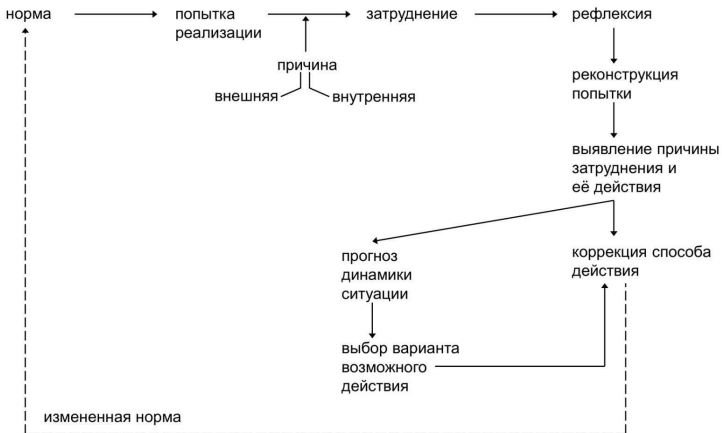 норма
попытка
реализации
затруднение
рефлексия
причина
внешняя
внутренняя
реконструкция
попытки
выявление причины
затруднения и
её действия
прогноз
динамики
ситуации
коррекция способа
действия
выбор варианта
возможного
действия
измененная норма